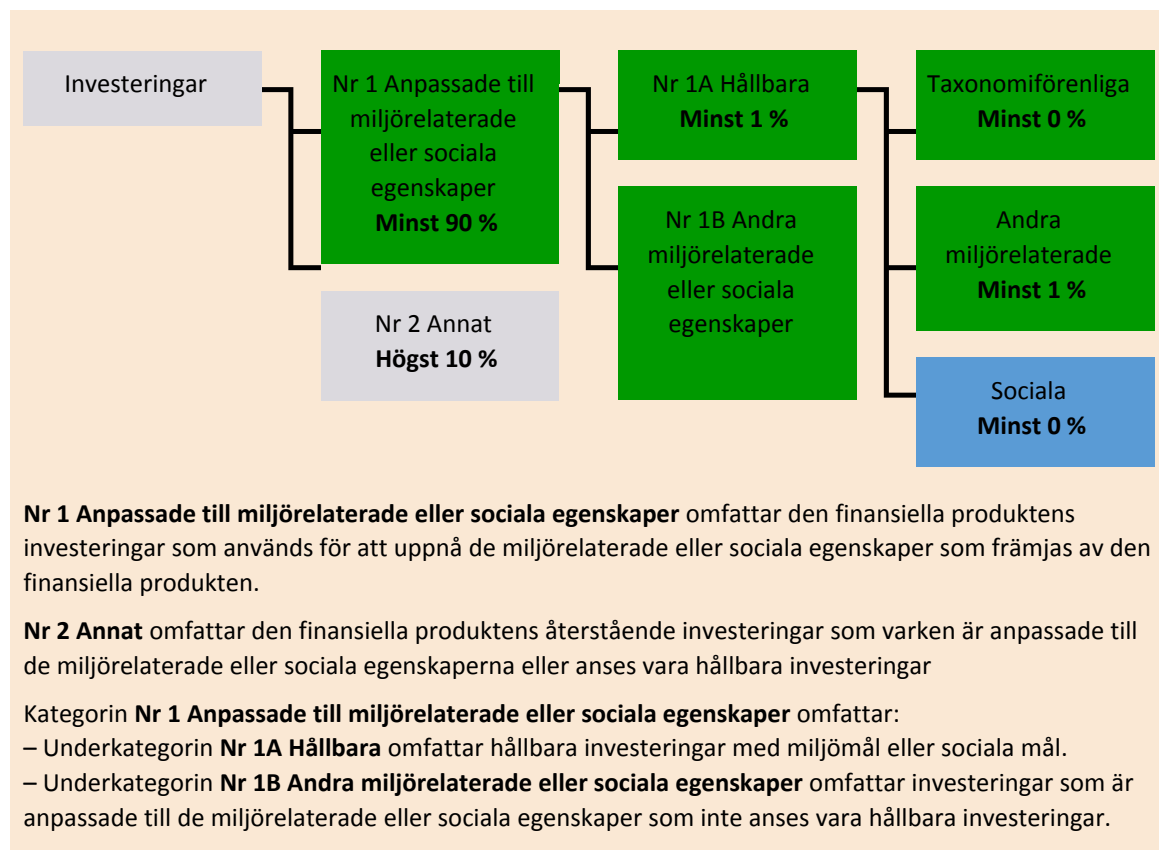 Investeringar
Nr 1 Anpassade till
miljörelaterade
eller sociala
egenskaper
Minst 90 %
Nr 2 Annat
Högst 10 %
Nr 1A Hållbara
Minst 1 %
Nr 1B Andra
miljörelaterade
eller sociala
egenskaper
Taxonomiförenliga
Minst 0 %
Andra
miljörelaterade
Minst 1 %
Sociala
Minst 0 %
Nr 1 Anpassade till miljörelaterade eller sociala egenskaper omfattar den finansiella produktens
investeringar som används för att uppnå de miljörelaterade eller sociala egenskaper som främjas av den
finansiella produkten.
Nr 2 Annat omfattar den finansiella produktens återstående investeringar som varken är anpassade till
de miljörelaterade eller sociala egenskaperna eller anses vara hållbara investeringar
Kategorin Nr 1 Anpassade till miljörelaterade eller sociala egenskaper omfattar:
– Underkategorin Nr 1A Hållbara omfattar hållbara investeringar med miljömål eller sociala mål.
– Underkategorin Nr 1B Andra miljörelaterade eller sociala egenskaper omfattar investeringar som är
anpassade till de miljörelaterade eller sociala egenskaper som inte anses vara hållbara investeringar.